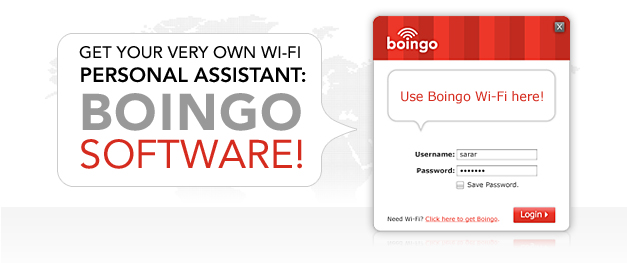 GET YOUR VERY OWN WI-FI
PERSONAL ASSISTANT:
BOINGO
SOFTWARE!
boingo
X
Use Boingo Wi-Fi here!
Username: sarar
Password: •••••••
Save Password.
Need Wi-Fi? Click here to get Boingo.
Login